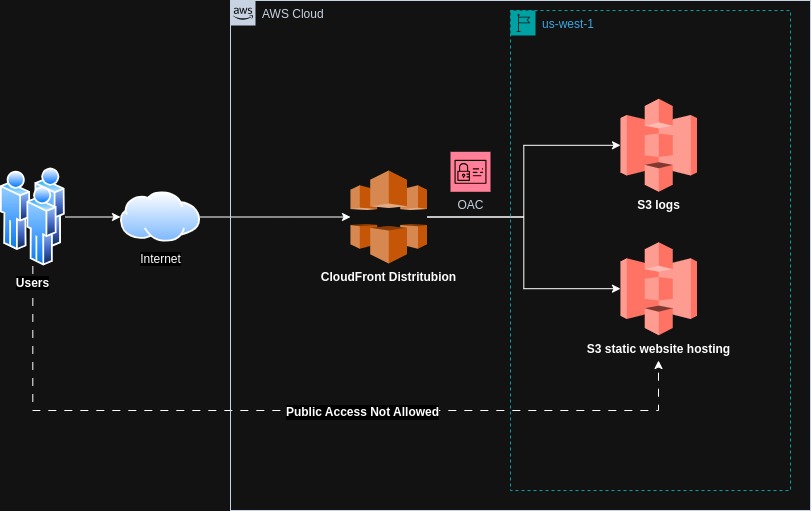 aws
AWS Cloud
us-west-1
OAC
S3 logs
Users
Internet
CloudFront Distritubion
S3 static website hosting
Public Access Not Allowed